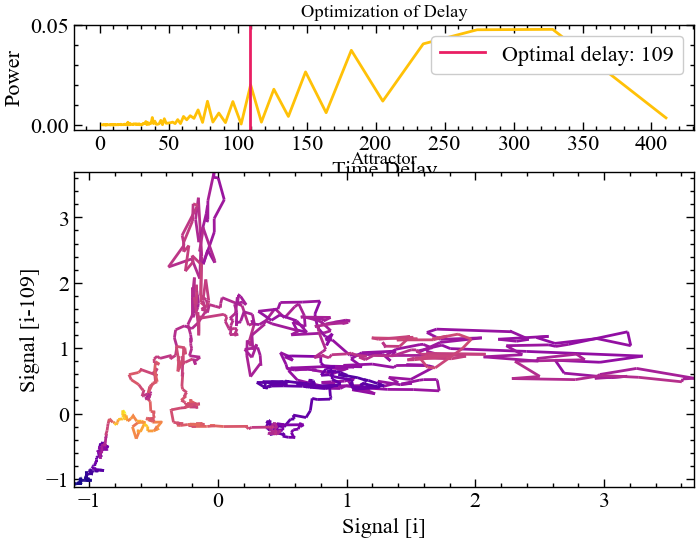 Optimization of Delay
0.05
Power
Optimal delay: 109
0.00
0 50 100 150 200 250 300 350 400
Time Delay
Attractor
3
2
Signal [i-109]
1
0
−1
−1 0 1 2 3
Signal [i]